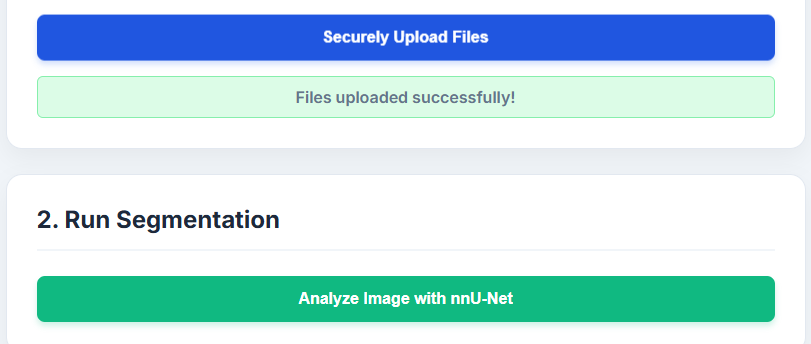 Securely Upload Files
Files uploaded successfully!
2. Run Segmentation
Analyze Image with nnU-Net